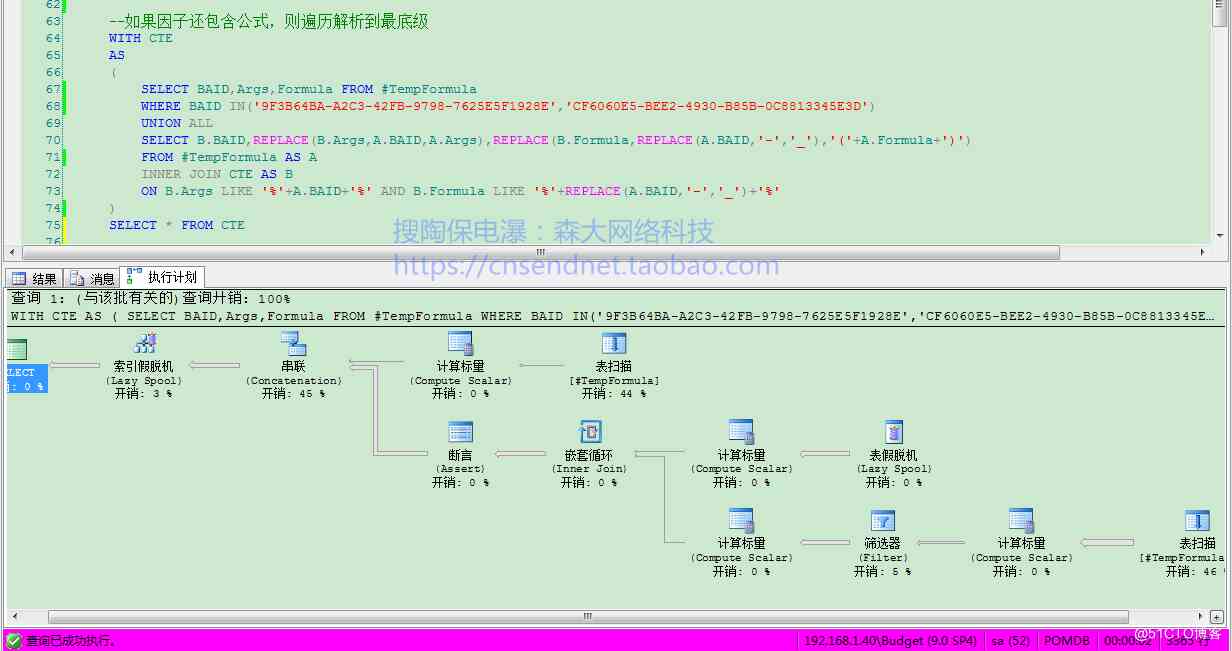 62
63 --如果因子还包含公式，则遍历解析到最底级
64 WITH CTE
65 AS
66 (
67 SELECT BAID,Args,Formula FROM #TempFormula
68 WHERE BAID IN('9F3B64BA-A2C3-42FB-9798-7625E5F1928E','CF6060E5-BEE2-4930-B85B-0C8813345E3D')
69 UNION ALL
70 SELECT B.BAID,REPLACE(B.Args,A.BAID,A.Args),REPLACE(B.Formula,REPLACE(A.BAID,'-','_'),'('+A.Formula+')')
71 FROM #TempFormula AS A
72 INNER JOIN CTE AS B
73 ON B.Args LIKE '%'+A.BAID+'%' AND B.Formula LIKE '%'+REPLACE(A.BAID,'-','_')+'%'
74 )
75 SELECT * FROM CTE
76
搜陶保电瀑：森大网络科技
https://cnsendnet.taobao.com
结果 消息 执行计划
查询 1: (与该批有关的)查询开销: 100%
WITH CTE AS ( SELECT BAID,Args,Formula FROM #TempFormula WHERE BAID IN('9F3B64BA-A2C3-42FB-9798-7625E5F1928E','CF6060E5-BEE2-4930-B85B-0C8813345E…
LECT
: 0 %
索引假脱机
(Lazy Spool)
开销: 3 %
串联
(Concatenation)
开销: 45 %
计算标量
(Compute Scalar)
开销: 0 %
表扫描
[#TempFormula]
开销: 44 %
断言
(Assert)
开销: 0 %
嵌套循环
(Inner Join)
开销: 0 %
计算标量
(Compute Scalar)
开销: 0 %
表假脱机
(Lazy Spool)
开销: 0 %
计算标量
(Compute Scalar)
开销: 0 %
筛选器
(Filter)
开销: 5 %
计算标量
(Compute Scalar)
开销: 0 %
表扫描
[#TempFormula
开销: 46
查询已成功执行。 192.168.1.40\Budget (9.0 SP4) sa (52) POMDB
@51CTO博客